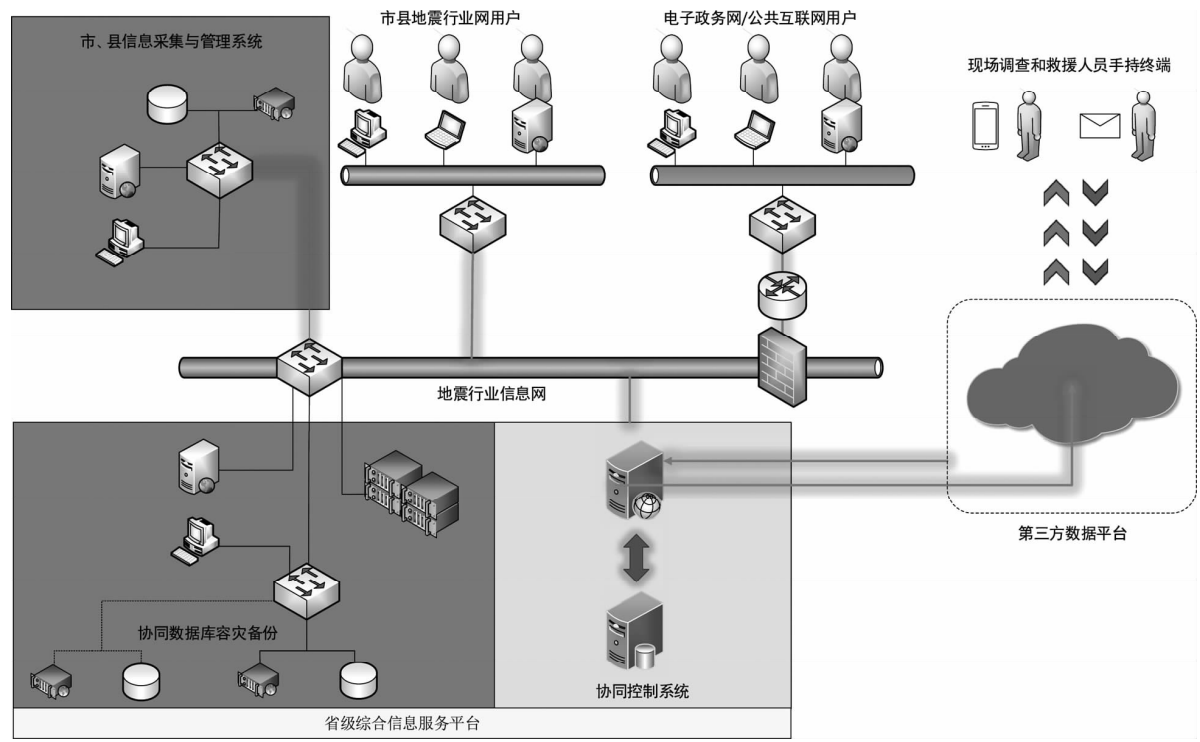 市、县信息采集与管理系统
市县地震行业网用户
电子政务网/公共互联网用户
现场调查和救援人员手持终端
地震行业信息网
第三方数据平台
协同数据库容灾备份
协同控制系统
省级综合信息服务平台